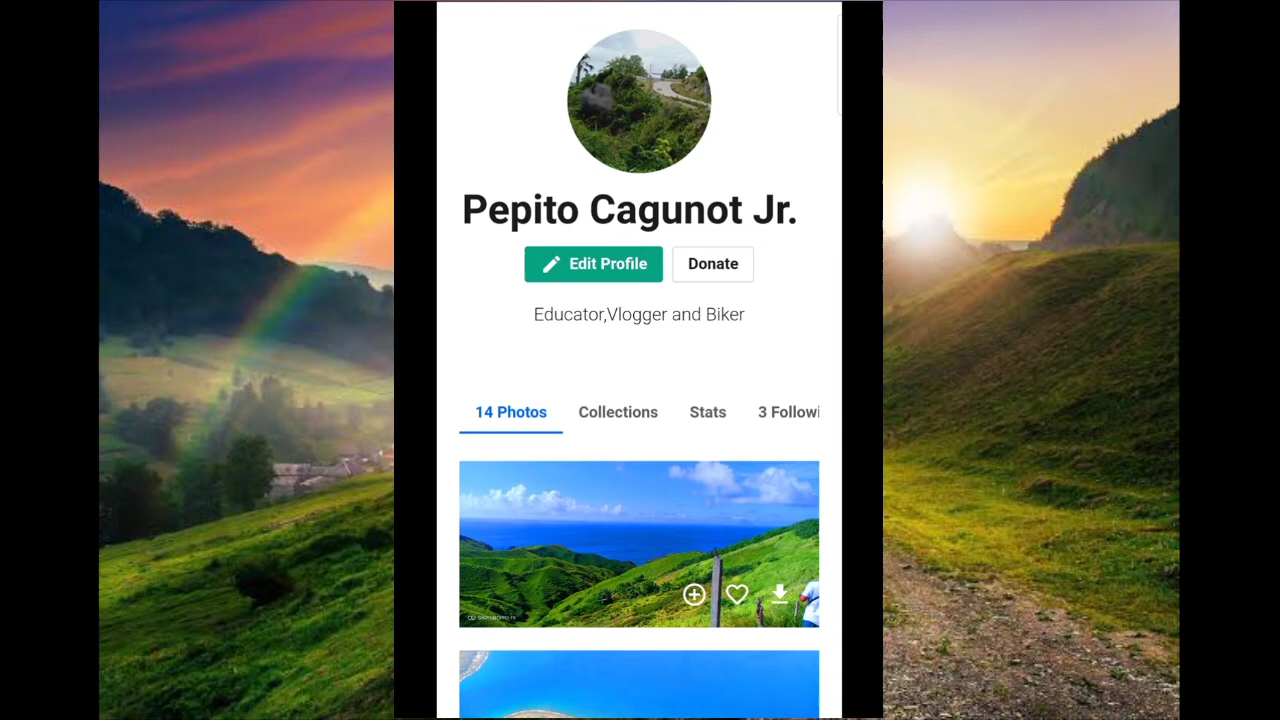 Pepito Cagunot Jr.
Edit Profile
Donate
Educator,Vlogger and Biker
14 Photos
Collections
Stats
3 Followi